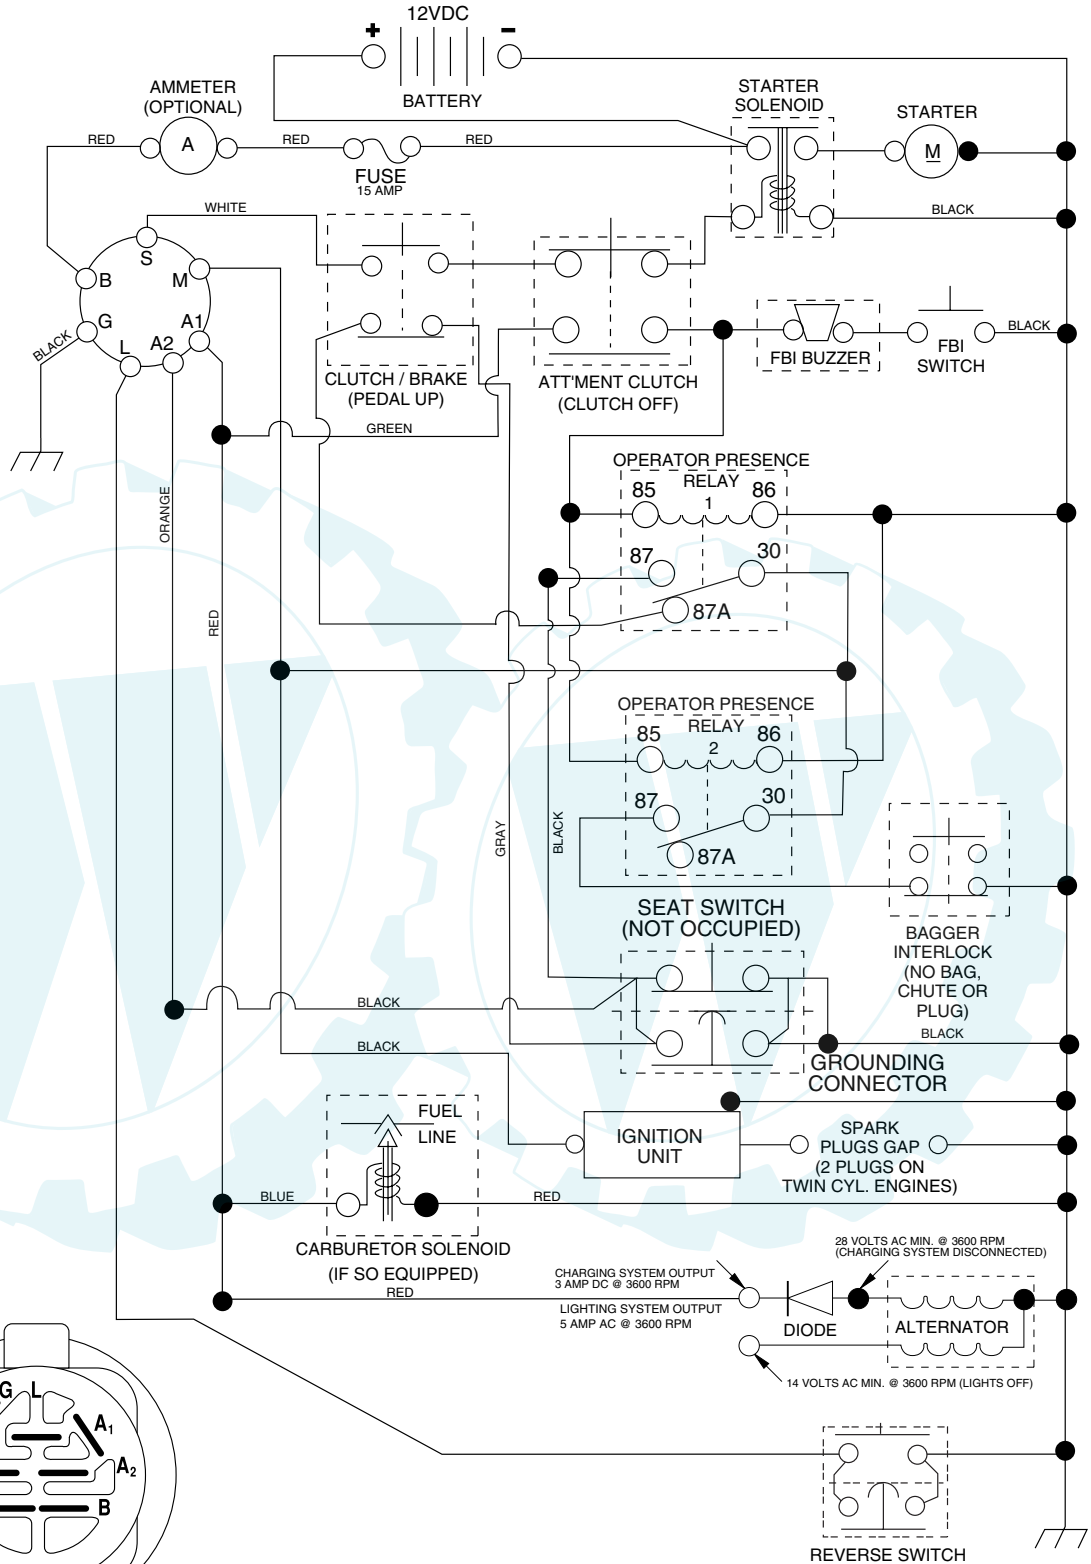 12VDC
+
-
BATTERY
AMMETER
(OPTIONAL)
STARTER
SOLENOID
STARTER
RED
A
RED
FUSE
15 AMP
RED
M
WHITE
BLACK
S
B
M
G
A1
L
A2
BLACK
CLUTCH / BRAKE
(PEDAL UP)
ATT'MENT CLUTCH
(CLUTCH OFF)
FBI BUZZER
FBI
SWITCH
BLACK
GREEN
ORANGE
RED
OPERATOR PRESENCE
RELAY
1
85
86
87
30
87A
OPERATOR PRESENCE
RELAY
2
85
86
87
30
87A
GRAY
BLACK
SEAT SWITCH
(NOT OCCUPIED)
BAGGER
INTERLOCK
(NO BAG,
CHUTE OR
PLUG)
BLACK
BLACK
BLACK
GROUNDING
CONNECTOR
FUEL
LINE
IGNITION
UNIT
SPARK
PLUGS GAP
(2 PLUGS ON
TWIN CYL. ENGINES)
BLUE
RED
CARBURETOR SOLENOID
(IF SO EQUIPPED)
28 VOLTS AC MIN. @ 3600 RPM
(CHARGING SYSTEM DISCONNECTED)
CHARGING SYSTEM OUTPUT
3 AMP DC @ 3600 RPM
RED
LIGHTING SYSTEM OUTPUT
5 AMP AC @ 3600 RPM
DIODE
ALTERNATOR
14 VOLTS AC MIN. @ 3600 RPM (LIGHTS OFF)
G L
A1
A2
B
REVERSE SWITCH